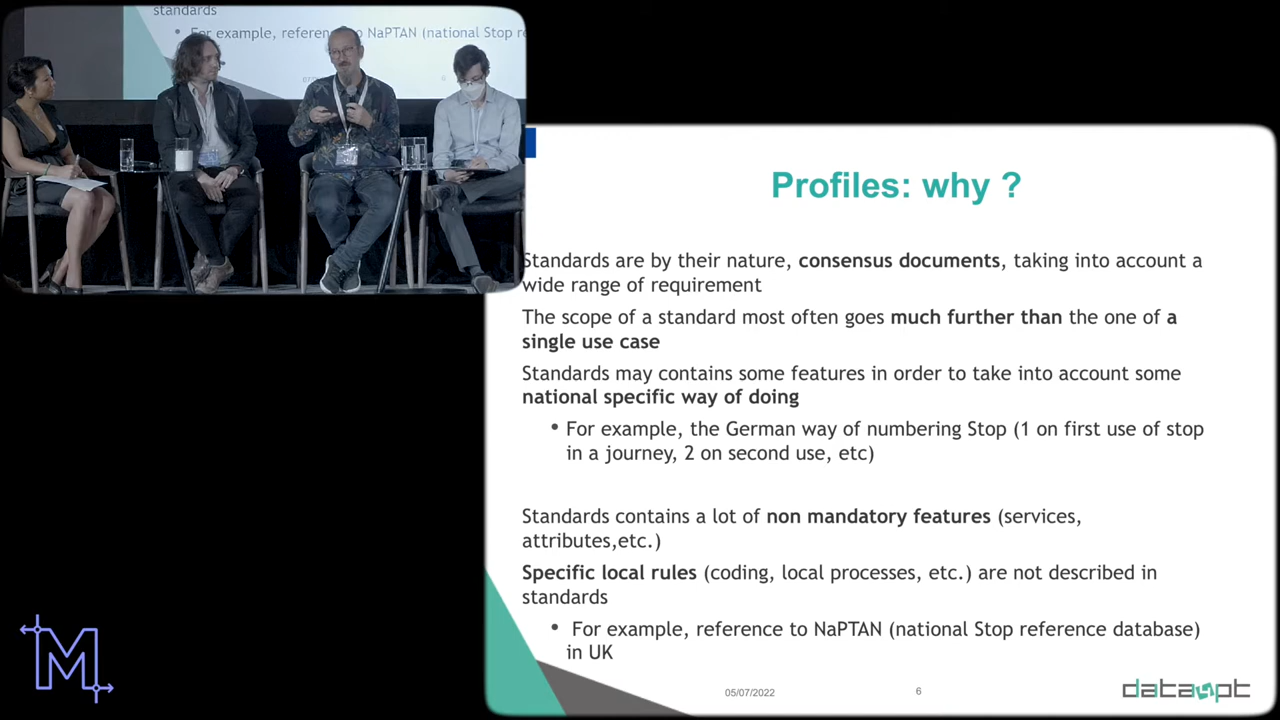 standards
• For example, referen o NaPTAN (national Stop re
Profiles: why ?
Standards are by their nature, consensus documents, taking into account a
wide range of requirement
The scope of a standard most often goes much further than the one of a
single use case
Standards may contains some features in order to take into account some
national specific way of doing
• For example, the German way of numbering Stop (1 on first use of stop
in a journey, 2 on second use, etc)
Standards contains a lot of non mandatory features (services,
attributes,etc.)
Specific local rules (coding, local processes, etc.) are not described in
standards
• For example, reference to NaPTAN (national Stop reference database)
in UK
M
05/07/2022
6
data4pt